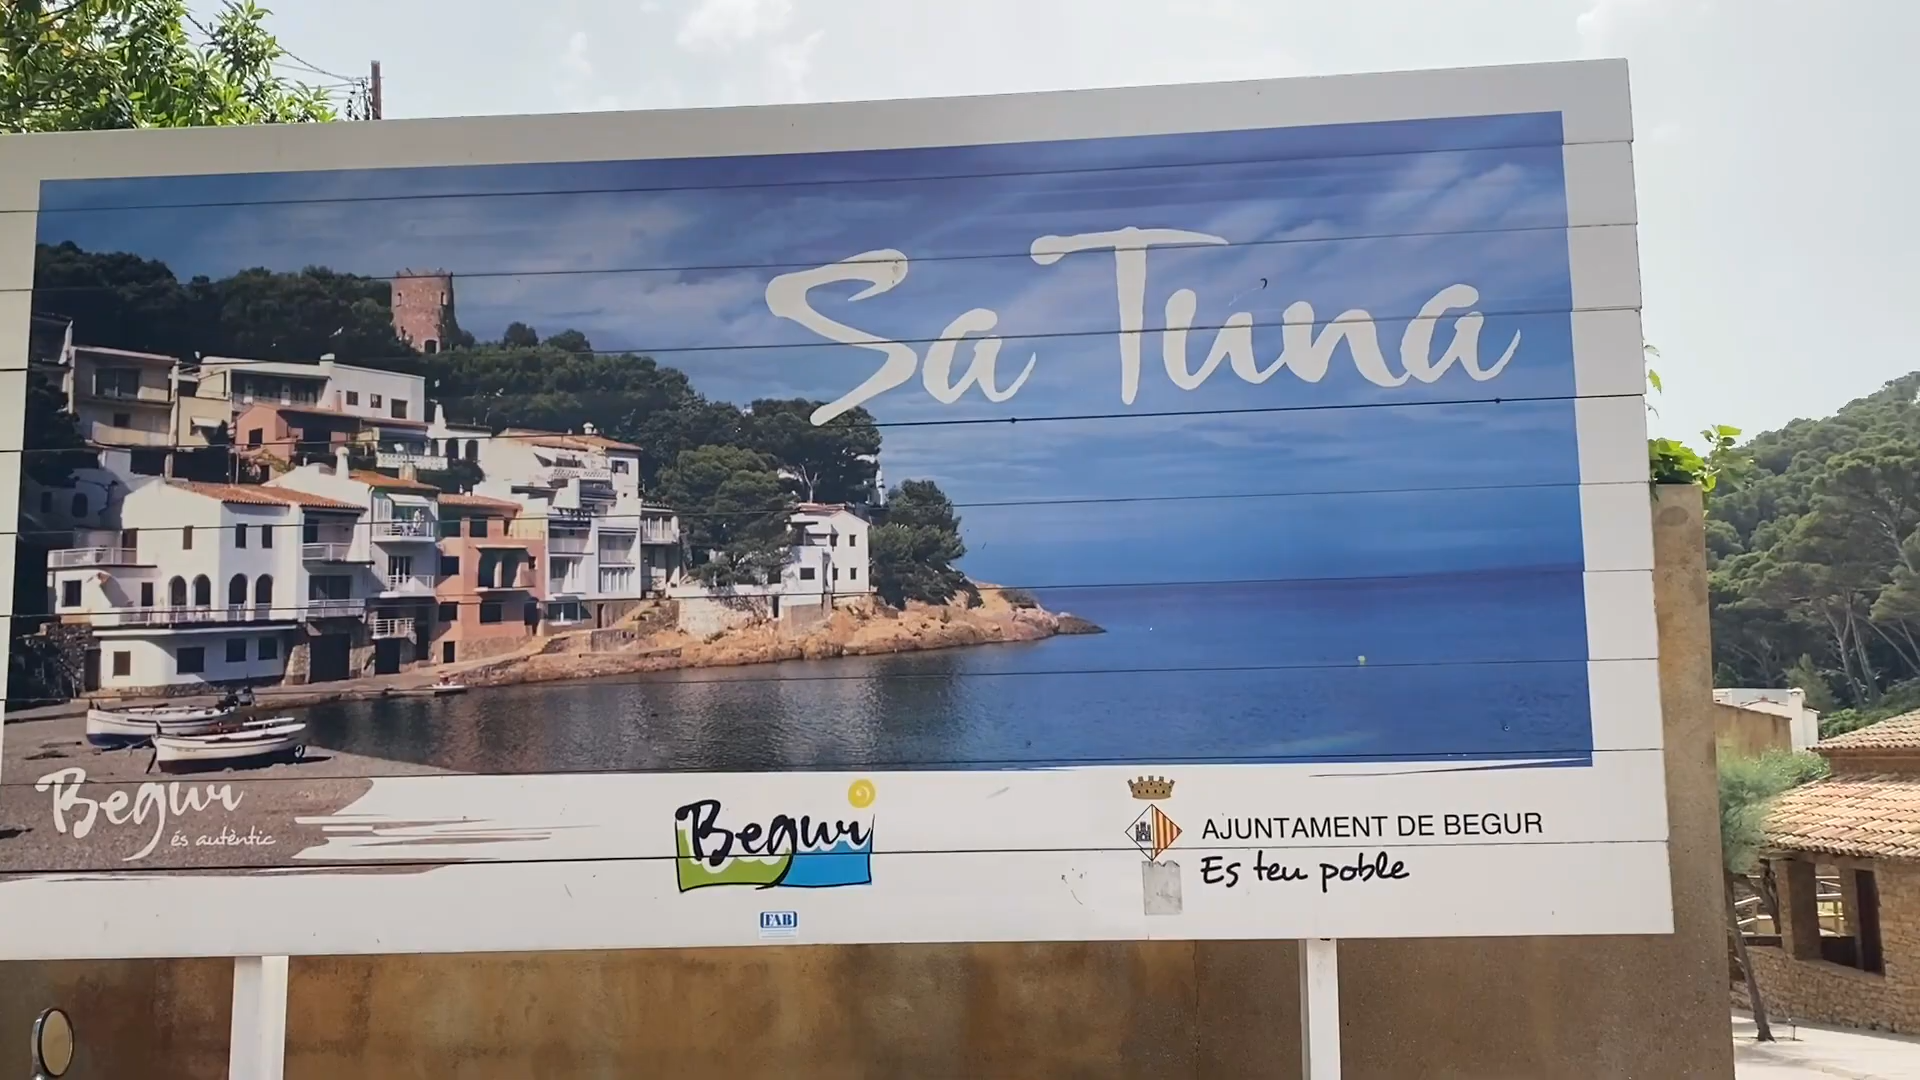 Sa Tuna
Begur
és autèntic
Begur
FAB
AJUNTAMENT DE BEGUR
Es teu poble